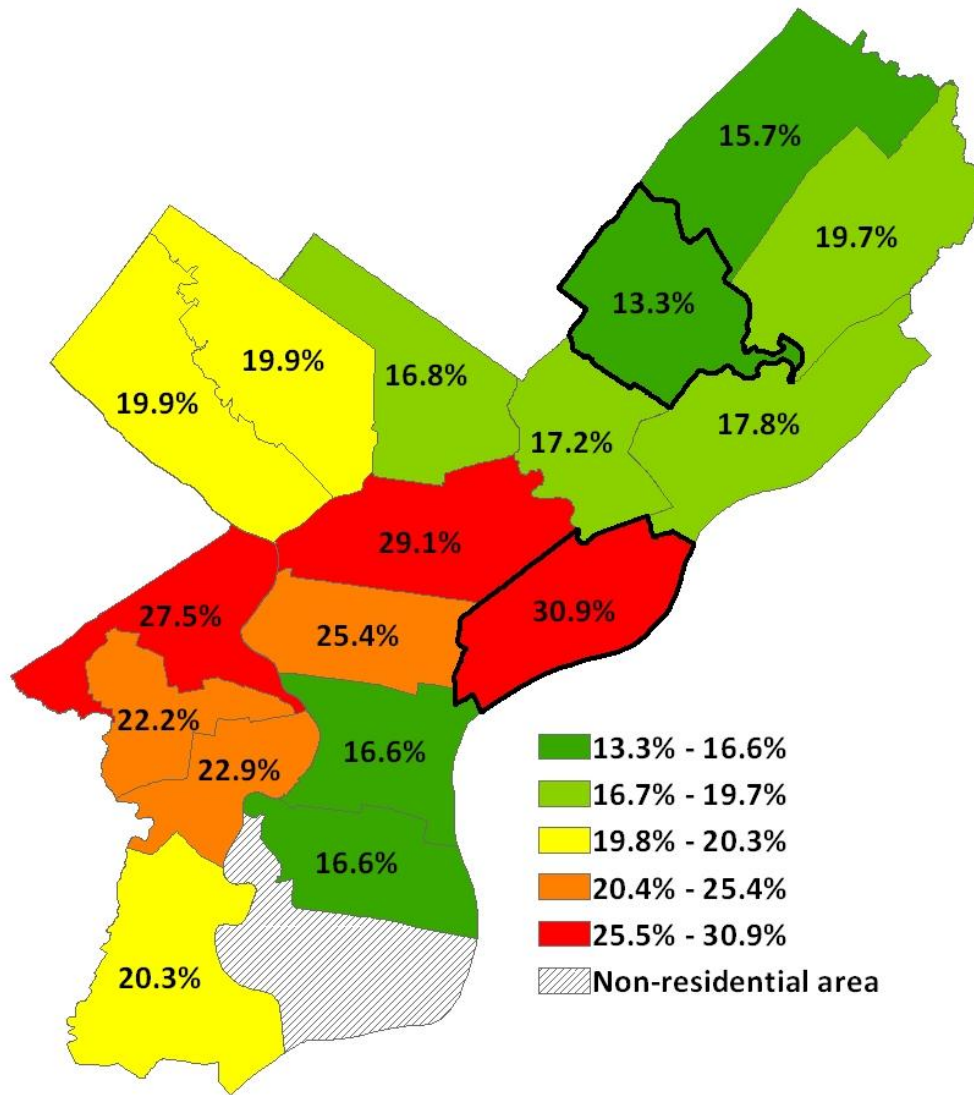 15.7%
19.7%
13.3%
19.9%
16.8%
19.9%
17.2%
17.8%
29.1%
27.5%
25.4%
30.9%
22.2%
22.9%
16.6%
16.6%
20.3%
13.3% - 16.6%
16.7% - 19.7%
19.8% - 20.3%
20.4% - 25.4%
25.5% - 30.9%
Non-residential area